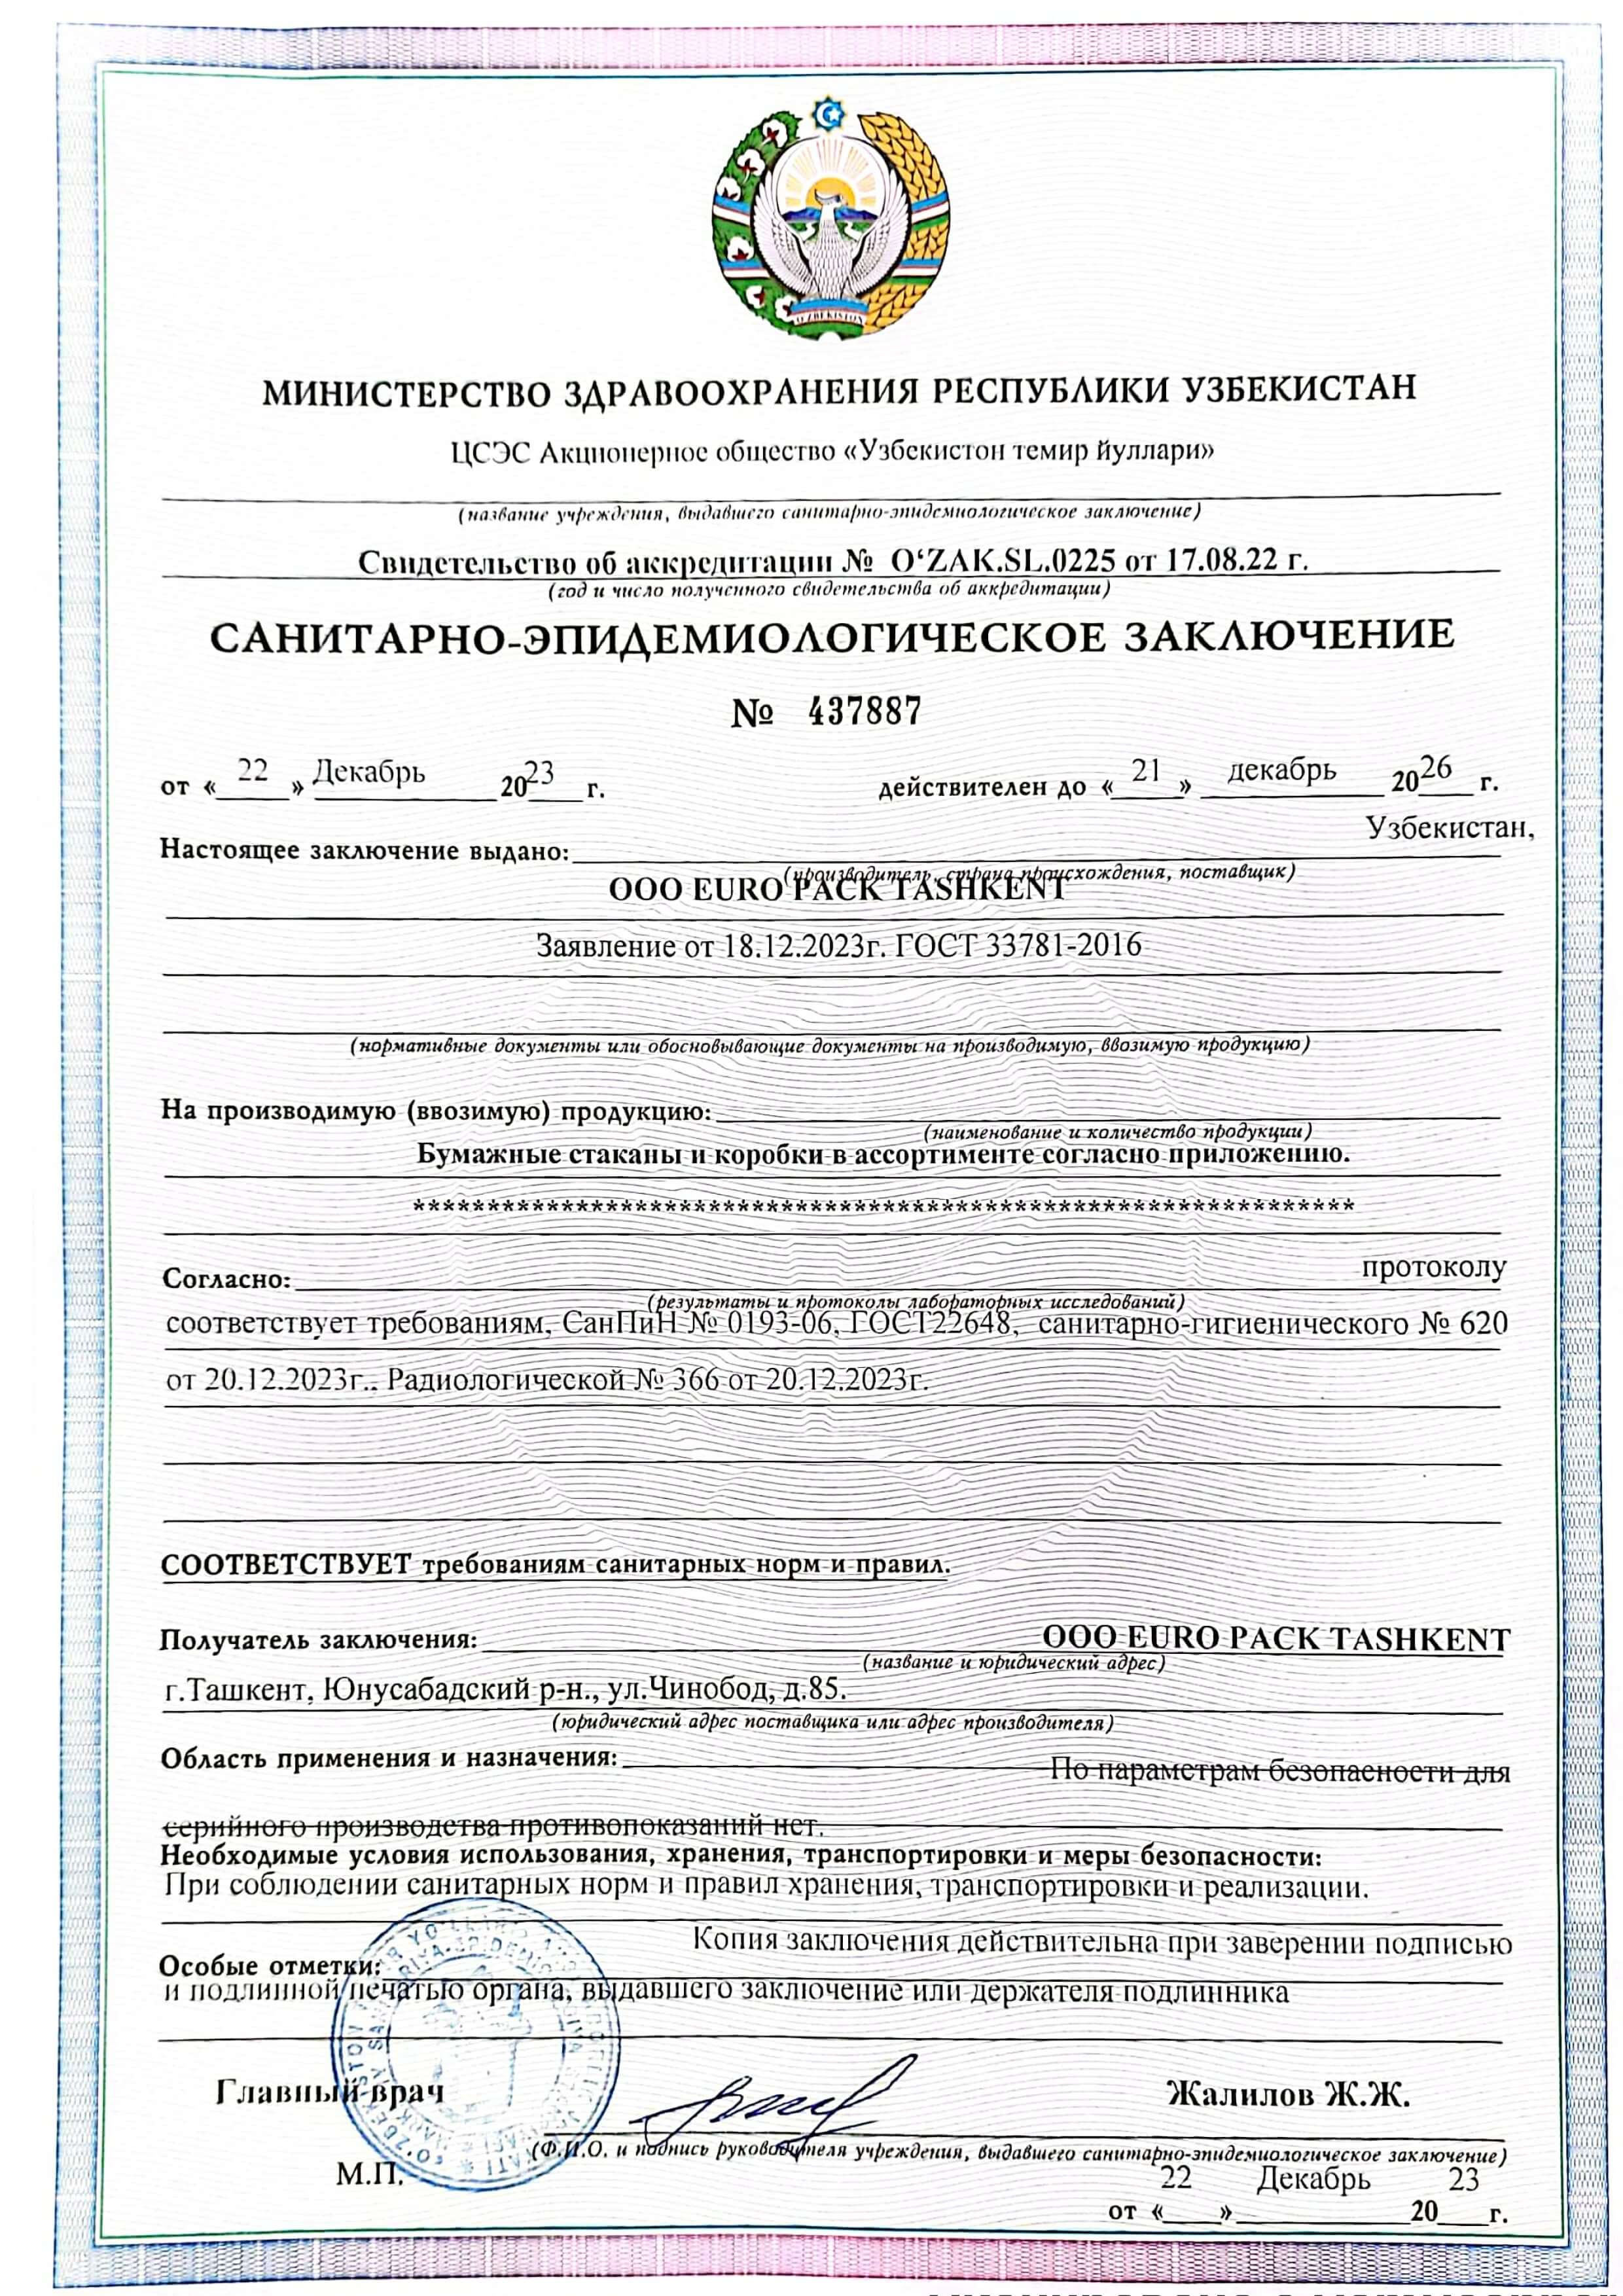 O'ZBEKISTON
МИНИСТЕРСТВО ЗДРАВООХРАНЕНИЯ РЕСПУБЛИКИ УЗБЕКИСТАН
ЦСЭС Акционерное общество «Узбекистон темир йуллари»
(название учреждения, выдавшего санитарно-эпидемиологическое заключение)
Свидетельство об аккредитации № O‘ZAK.SL.0225 от 17.08.22 г.
(год и число полученного свидетельства об аккредитации)
САНИТАРНО-ЭПИДЕМИОЛОГИЧЕСКОЕ ЗАКЛЮЧЕНИЕ
№ 437887
от « 22 » Декабрь 2023 г. действителен до « 21 » декабрь 2026 г.
Узбекистан,
Настоящее заключение выдано:
(производитель, страна происхождения, поставщик)
ООО EURO PACK TASHKENT
Заявление от 18.12.2023г. ГОСТ 33781-2016
(нормативные документы или обосновывающие документы на производимую, ввозимую продукцию)
На производимую (ввозимую) продукцию:
(наименование и количество продукции)
Бумажные стаканы и коробки в ассортименте согласно приложению.
*****************************************************************
Согласно: протоколу
(результаты и протоколы лабораторных исследований)
соответствует требованиям, СанПиН № 0193-06, ГОСТ22648, санитарно-гигиенического № 620
от 20.12.2023г., Радиологической № 366 от 20.12.2023г.
СООТВЕТСТВУЕТ требованиям санитарных норм и правил.
Получатель заключения: ООО EURO PACK TASHKENT
(название и юридический адрес)
г.Ташкент, Юнусабадский р-н., ул.Чинобод, д.85.
(юридический адрес поставщика или адрес производителя)
Область применения и назначения: По параметрам безопасности для
серийного производства противопоказаний нет.
Необходимые условия использования, хранения, транспортировки и меры безопасности:
При соблюдении санитарных норм и правил хранения, транспортировки и реализации.
Особые отметки: Копия заключения действительна при заверении подписью
и подлинной печатью органа, выдавшего заключение или держателя подлинника
Главный врач Жалилов Ж.Ж.
(Ф.И.О. и подпись руководителя учреждения, выдавшего санитарно-эпидемиологическое заключение)
М.П.
от « 22 » Декабрь 2023 г.